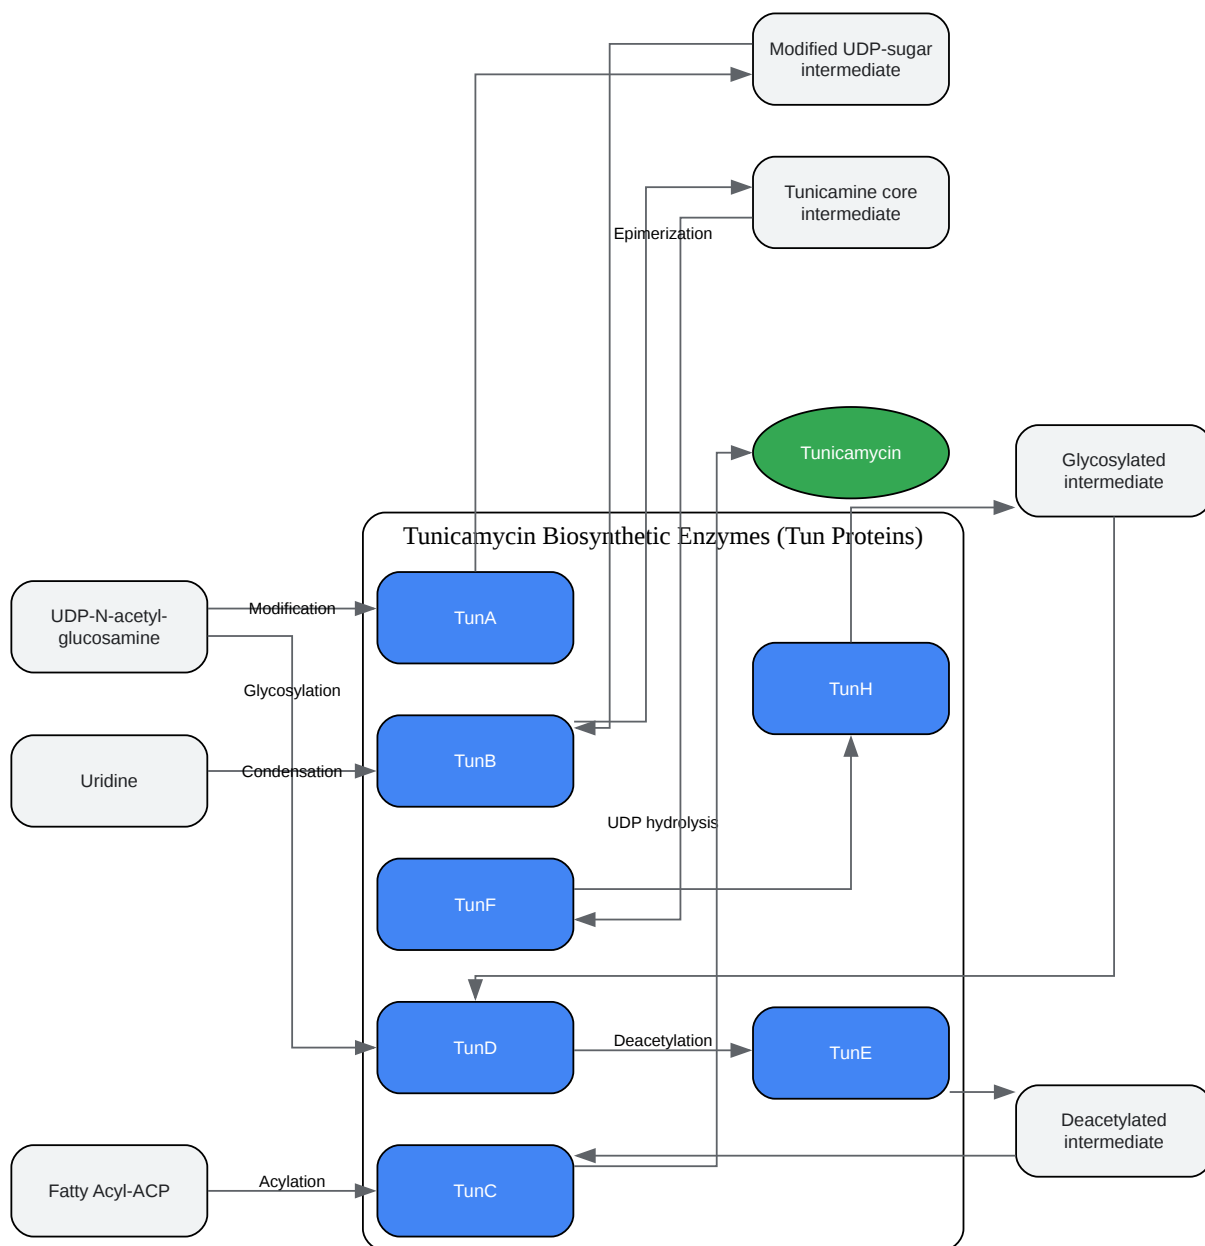 Modified UDP-sugar
intermediate
Tunicamine core
intermediate
Epimerization
Tunicamycin
Glycosylated
intermediate
Tunicamycin Biosynthetic Enzymes (Tun Proteins)
UDP-N-acetyl-
glucosamine
Modification
TunA
Glycosylation
TunH
Uridine
Condensation
TunB
UDP hydrolysis
TunF
TunD
Deacetylation
TunE
Deacetylated
intermediate
Fatty Acyl-ACP
Acylation
TunC